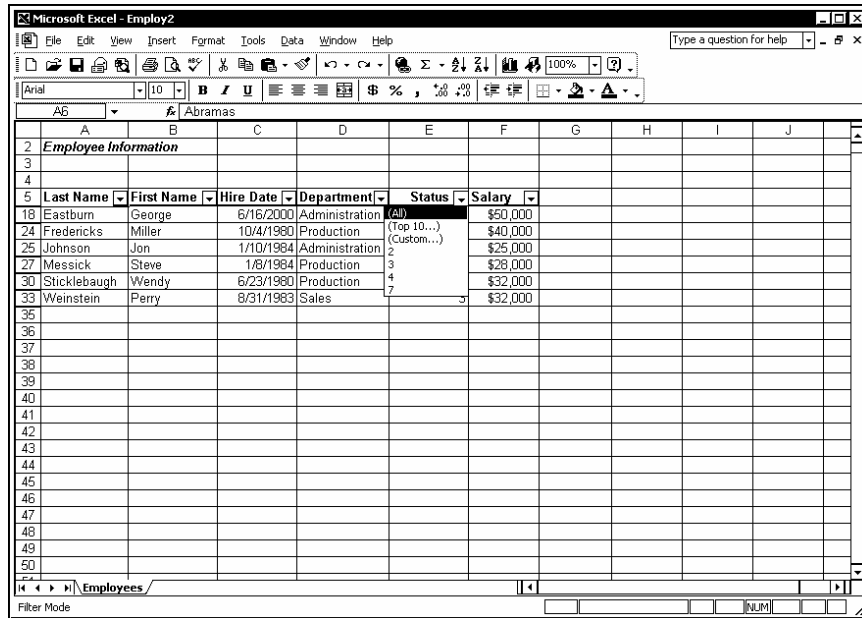 Microsoft Excel - Employ2
File Edit View Insert Format Tools Data Window Help Type a question for help
100%
Arial 10 B I U $ % ,
A6 fx Abramas
A B C D E F G H I J
2 Employee Information
3
4
5 Last Name First Name Hire Date Department Status Salary
18 Eastburn George 6/16/2000 Administration (All) $50,000
(Top 10...)
24 Fredericks Miller 10/4/1980 Production $40,000
(Custom...)
25 Johnson Jon 1/10/1984 Administration 2 $25,000
27 Messick Steve 1/8/1984 Production 3 $28,000
30 Sticklebaugh Wendy 6/23/1980 Production 4 $32,000
7
33 Weinstein Perry 8/31/1983 Sales $32,000
35
36
37
38
39
40
41
42
43
44
45
46
47
48
49
50
Employees
Filter Mode NUM